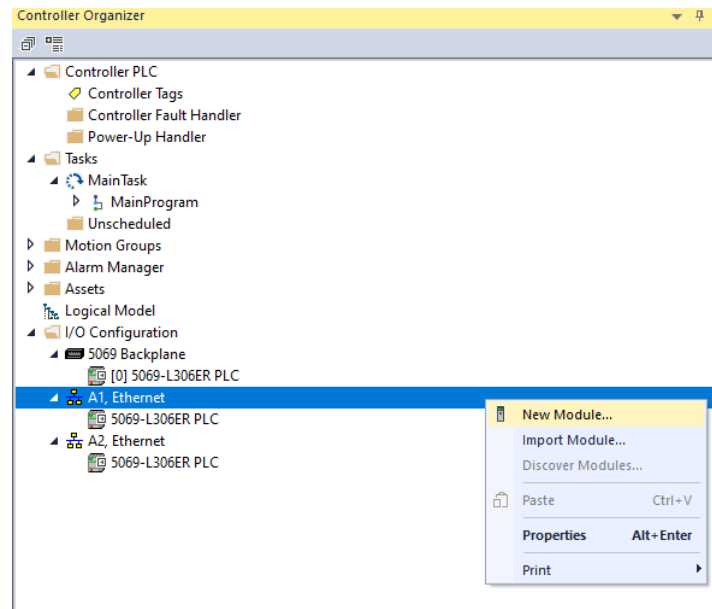 Controller Organizer
Controller PLC
Controller Tags
Controller Fault Handler
Power-Up Handler
Tasks
MainTask
MainProgram
Unscheduled
Motion Groups
Alarm Manager
Assets
Logical Model
I/O Configuration
5069 Backplane
[0] 5069-L306ER PLC
A1, Ethernet
5069-L306ER PLC
A2, Ethernet
5069-L306ER PLC
New Module...
Import Module...
Discover Modules...
Paste Ctrl+V
Properties Alt+Enter
Print